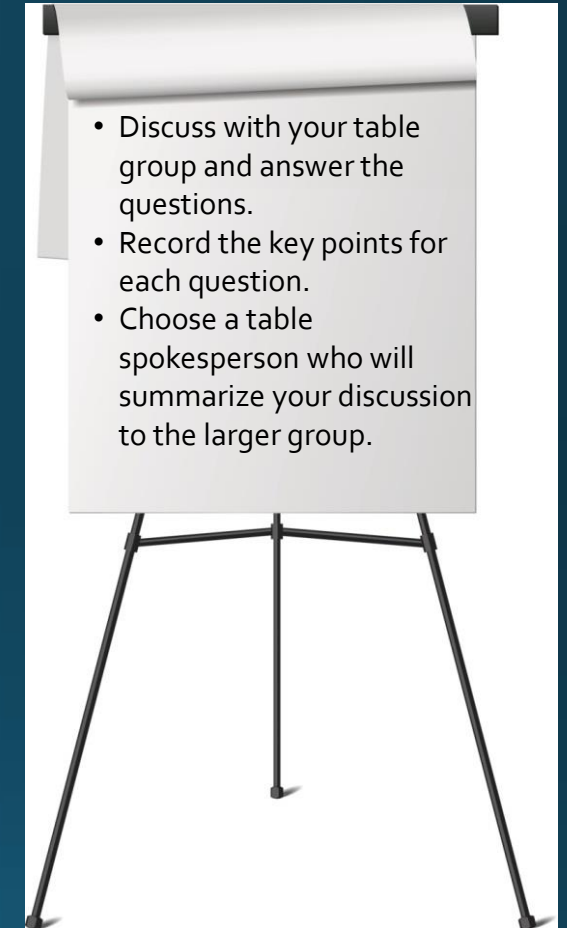 • Discuss with your table
group and answer the
questions.
• Record the key points for
each question.
• Choose a table
spokesperson who will
summarize your discussion
to the larger group.